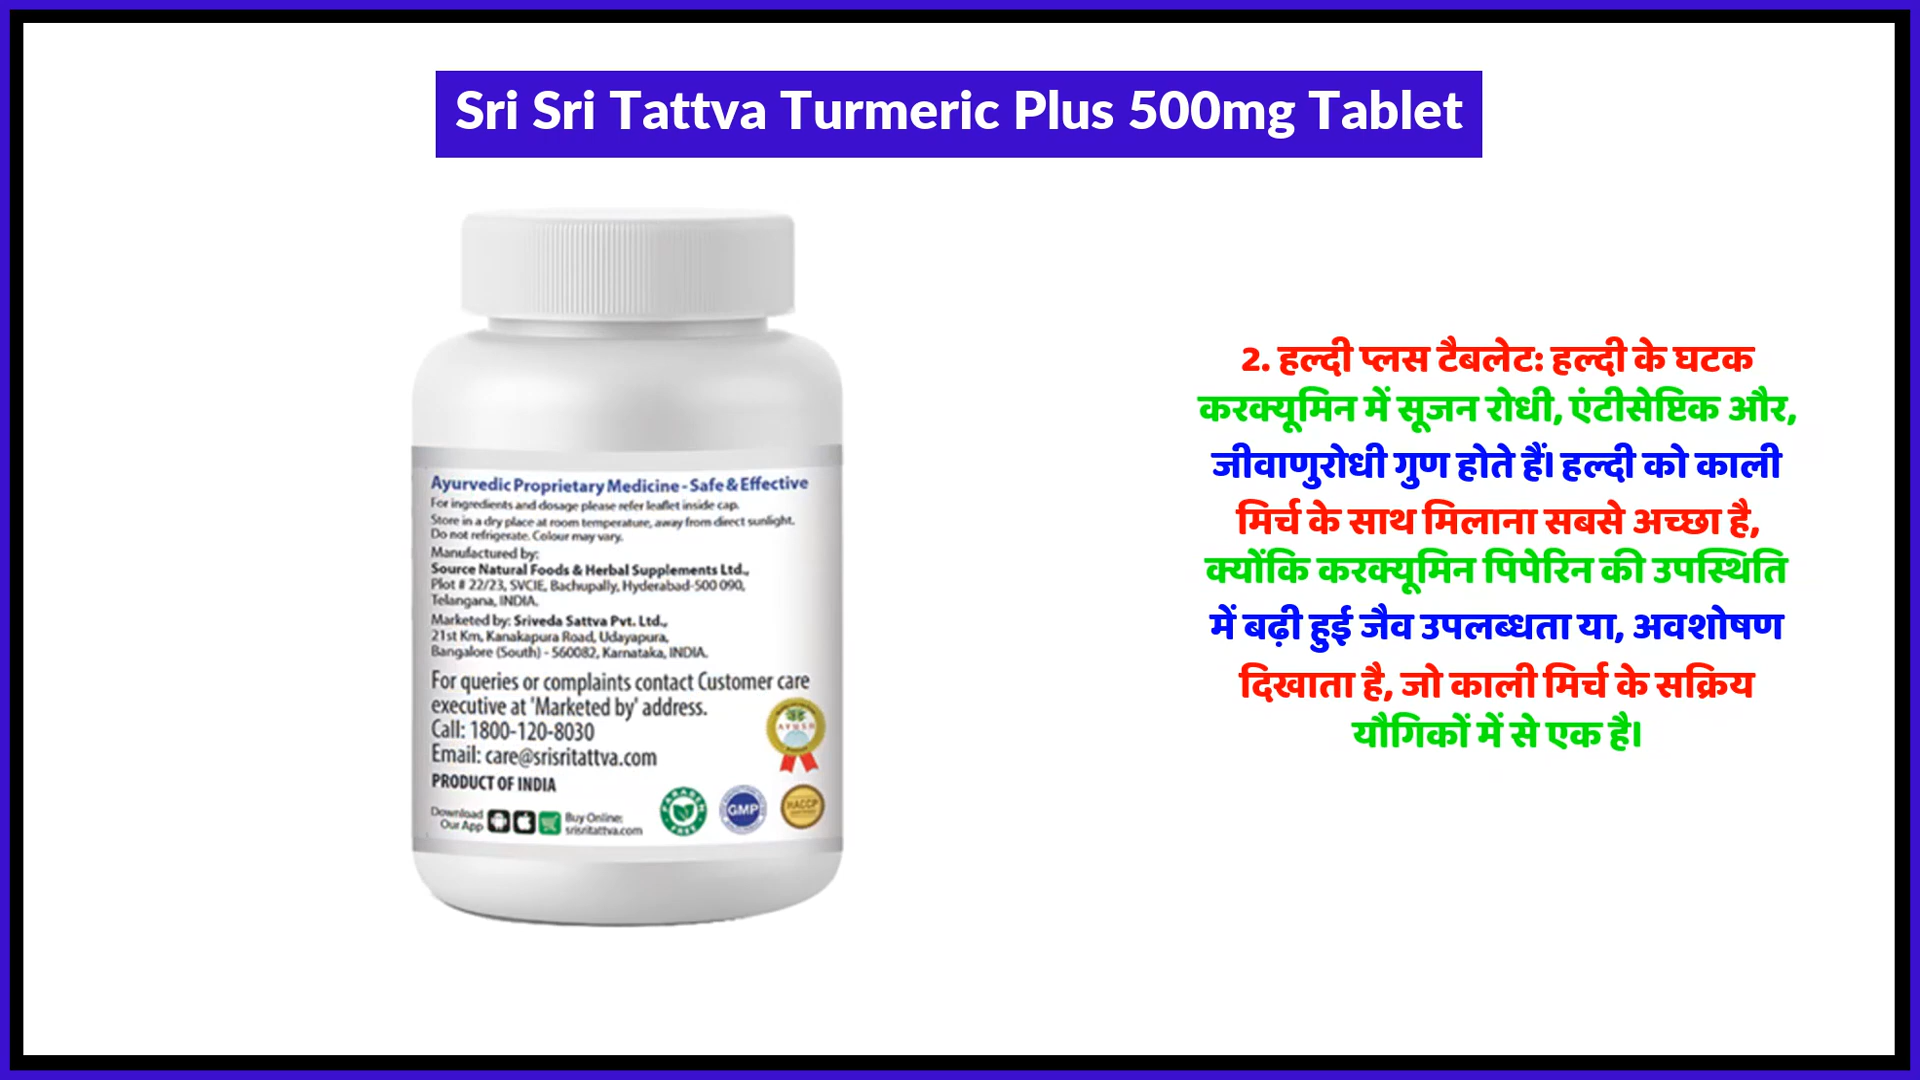 Sri Sri Tattva Turmeric Plus 500mg Tablet
Ayurvedic Proprietary Medicine - Safe & Effective
For ingredients and dosage please refer leaflet inside cap.
Store in a dry place at room temperature, away from direct sunlight.
Do not refrigerate. Colour may vary.
Manufactured by:
Source Natural Foods & Herbal Supplements Ltd.,
Plot # 22/23, SVCIE, Bachupally, Hyderabad-500 090,
Telangana, INDIA.
Marketed by: Sriveda Sattva Pvt. Ltd.,
21st Km, Kanakapura Road, Udayapura,
Bangalore (South) - 560082, Karnataka, INDIA.
For queries or complaints contact Customer care
executive at 'Marketed by' address.
Call: 1800-120-8030
Email: care@srisritattva.com
PRODUCT OF INDIA
Download
Our App
Buy Online:
srisritattva.com
PARABEN
FREE
GMP
HACCP
AYUSH
2. हल्दी प्लस टैबलेट: हल्दी के घटक
करक्यूमिन में सूजन रोधी, एंटीसेप्टिक और,
जीवाणुरोधी गुण होते हैं। हल्दी को काली
मिर्च के साथ मिलाना सबसे अच्छा है,
क्योंकि करक्यूमिन पिपेरिन की उपस्थिति
में बढ़ी हुई जैव उपलब्धता या, अवशोषण
दिखाता है, जो काली मिर्च के सक्रिय
यौगिकों में से एक है।